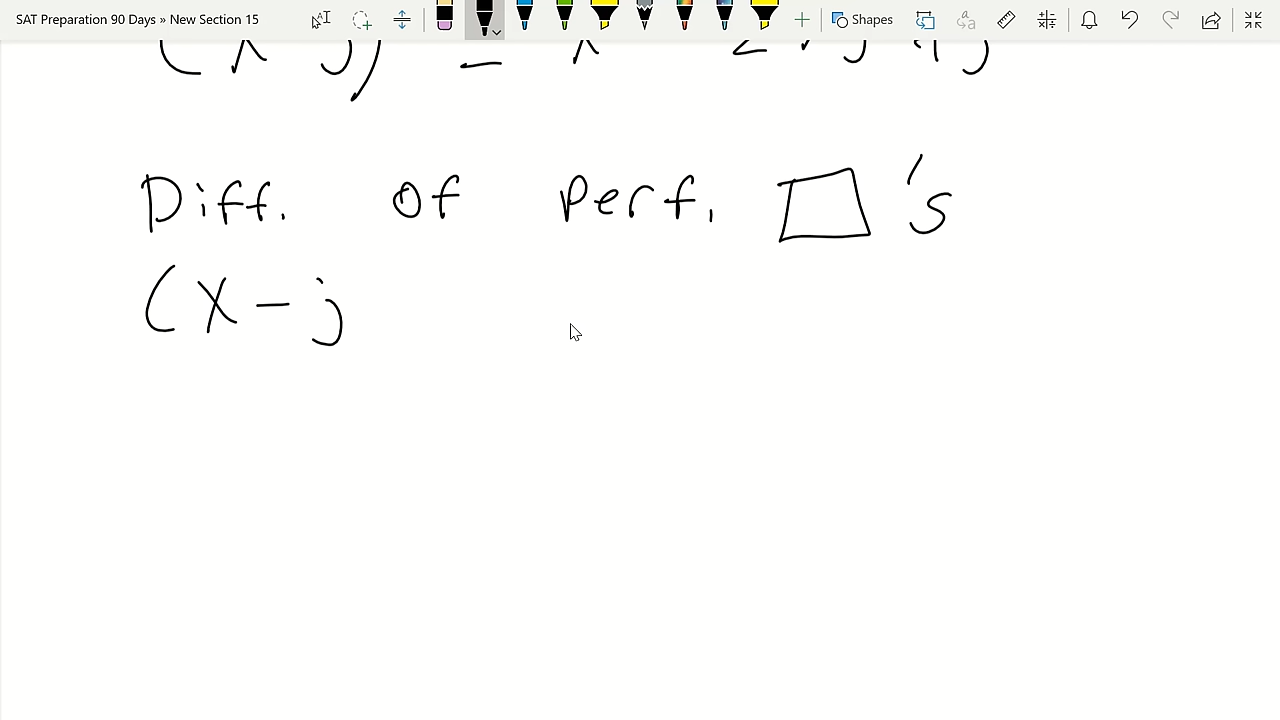 SAT Preparation 90 Days » New Section 15
Shapes
Diff. of perf. □'s
(x - j